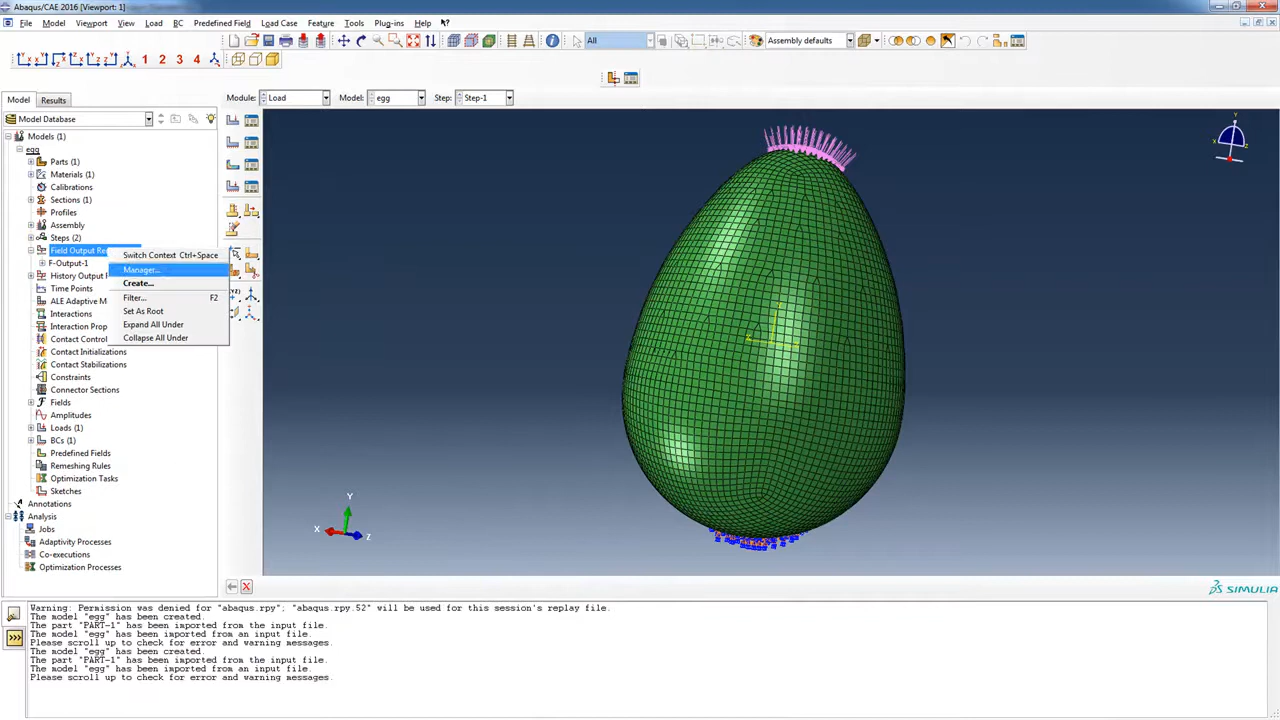 Abaqus/CAE 2016 [Viewport: 1]
File Model Viewport View Load BC Predefined Field Load Case Feature Tools Plug-ins Help
All
Assembly defaults
1 2 3 4
Model Results
Module: Load Model: egg Step: Step-1
Model Database
Models (1)
egg
Parts (1)
Materials (1)
Calibrations
Sections (1)
Profiles
Assembly
Steps (2)
Field Output Re
F-Output-1
History Output R
Time Points
ALE Adaptive M
Interactions
Interaction Prop
Contact Control
Contact Initializations
Contact Stabilizations
Constraints
Connector Sections
Fields
Amplitudes
Loads (1)
BCs (1)
Predefined Fields
Remeshing Rules
Optimization Tasks
Sketches
Annotations
Analysis
Jobs
Adaptivity Processes
Co-executions
Optimization Processes
Switch Context Ctrl+Space
Manager...
Create...
Filter... F2
Set As Root
Expand All Under
Collapse All Under
Y
X
Z
Y
X
Z
SIMULIA
Warning: Permission was denied for "abaqus.rpy"; "abaqus.rpy.52" will be used for this session's replay file.
The model "egg" has been created.
The part "PART-1" has been imported from the input file.
The model "egg" has been imported from an input file.
Please scroll up to check for error and warning messages.
The model "egg" has been created.
The part "PART-1" has been imported from the input file.
The model "egg" has been imported from an input file.
Please scroll up to check for error and warning messages.